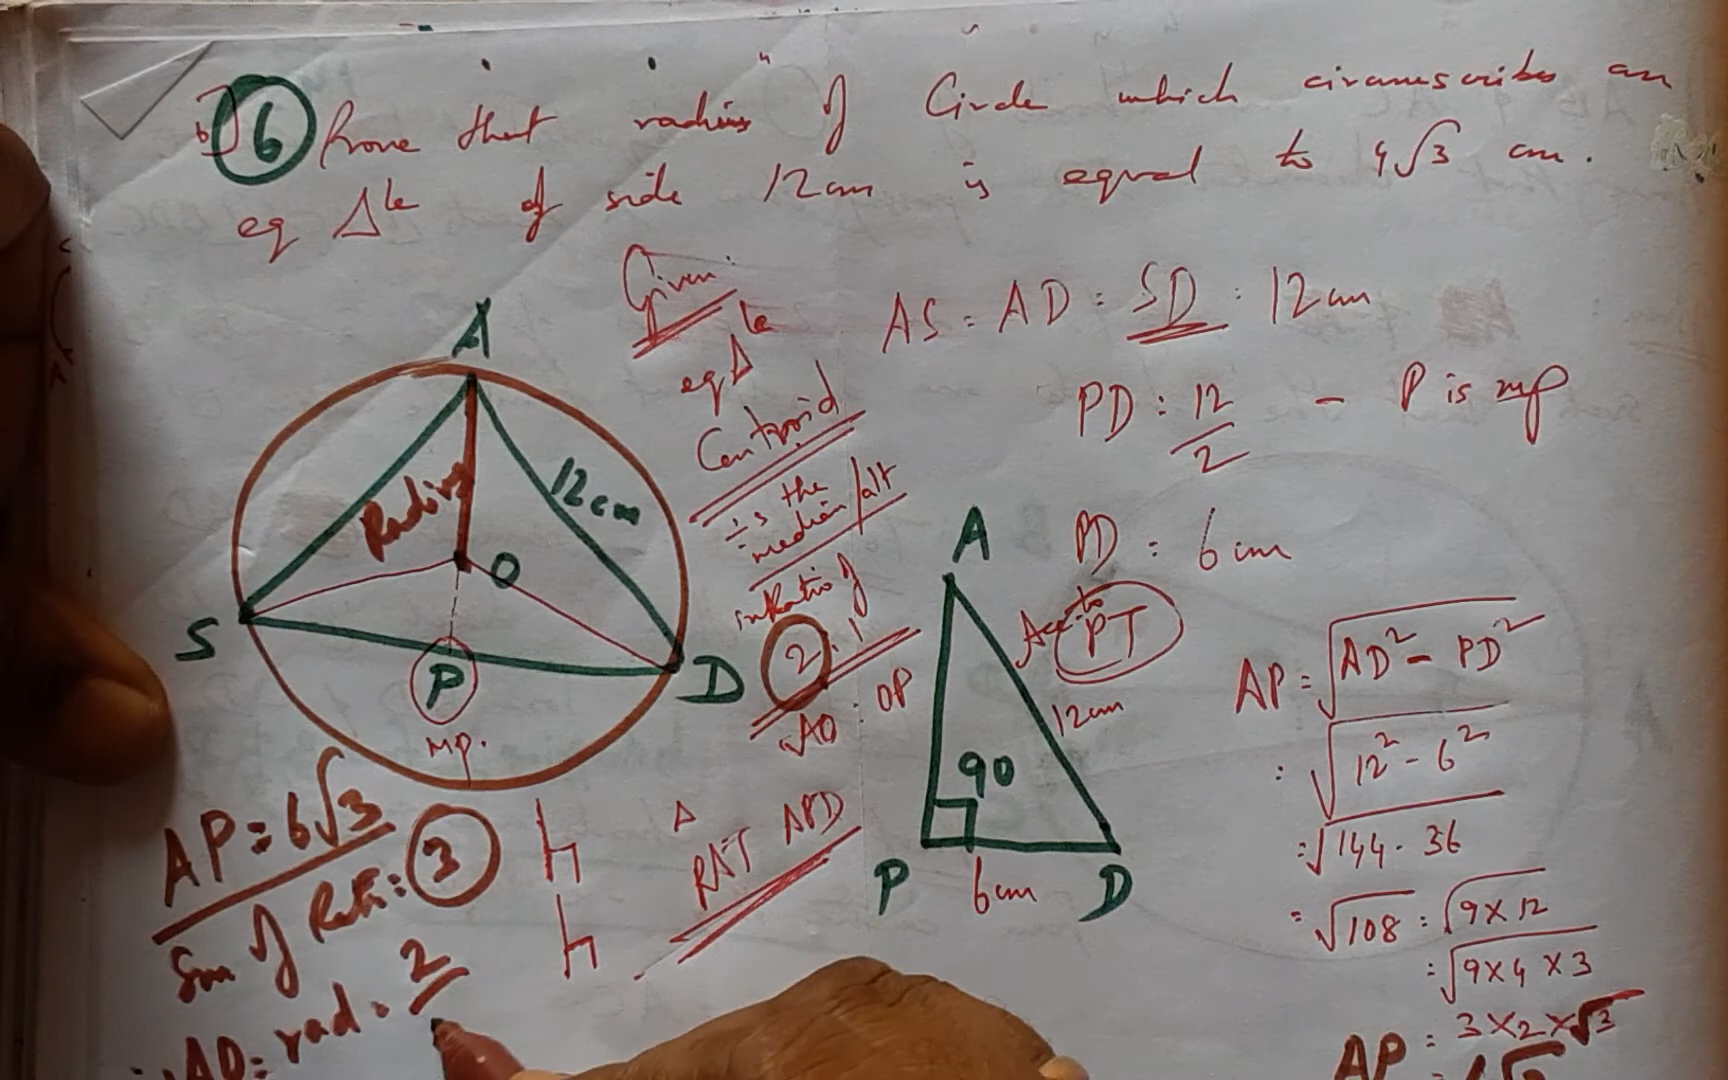 6 Prove that radius of Circle which circumscribes an
eq Δle of side 12cm is equal to 4√3 cm.
Given:
eq Δle
AS = AD = SD = 12cm
PD = 12/2 - P is mp
PD = 6cm
Centroid
is the
median/alt
in Ratio of
2:1
AO : OP
A
Radius
12cm
O
S
P
D
MP.
A
Acc to
PT
12cm
90
P
6cm
D
Δ
RAT APD
AP = √AD² - PD²
= √12² - 6²
= √144 - 36
= √108 = √9×12
= √9×4×3
AP = 3×2×√3
AP = 6√3
Sum of Ratio = 3
∴ AO = rad = 2